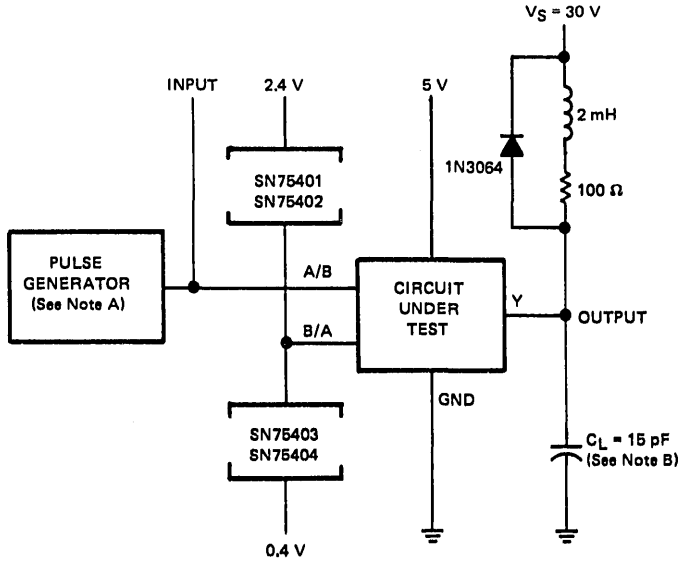 V_S = 30 V
INPUT
2.4 V
5 V
2 mH
1N3064
100 Ω
SN75401
SN75402
PULSE
GENERATOR
(See Note A)
A/B
CIRCUIT
UNDER
TEST
Y
OUTPUT
B/A
GND
SN75403
SN75404
C_L = 15 pF
(See Note B)
0.4 V